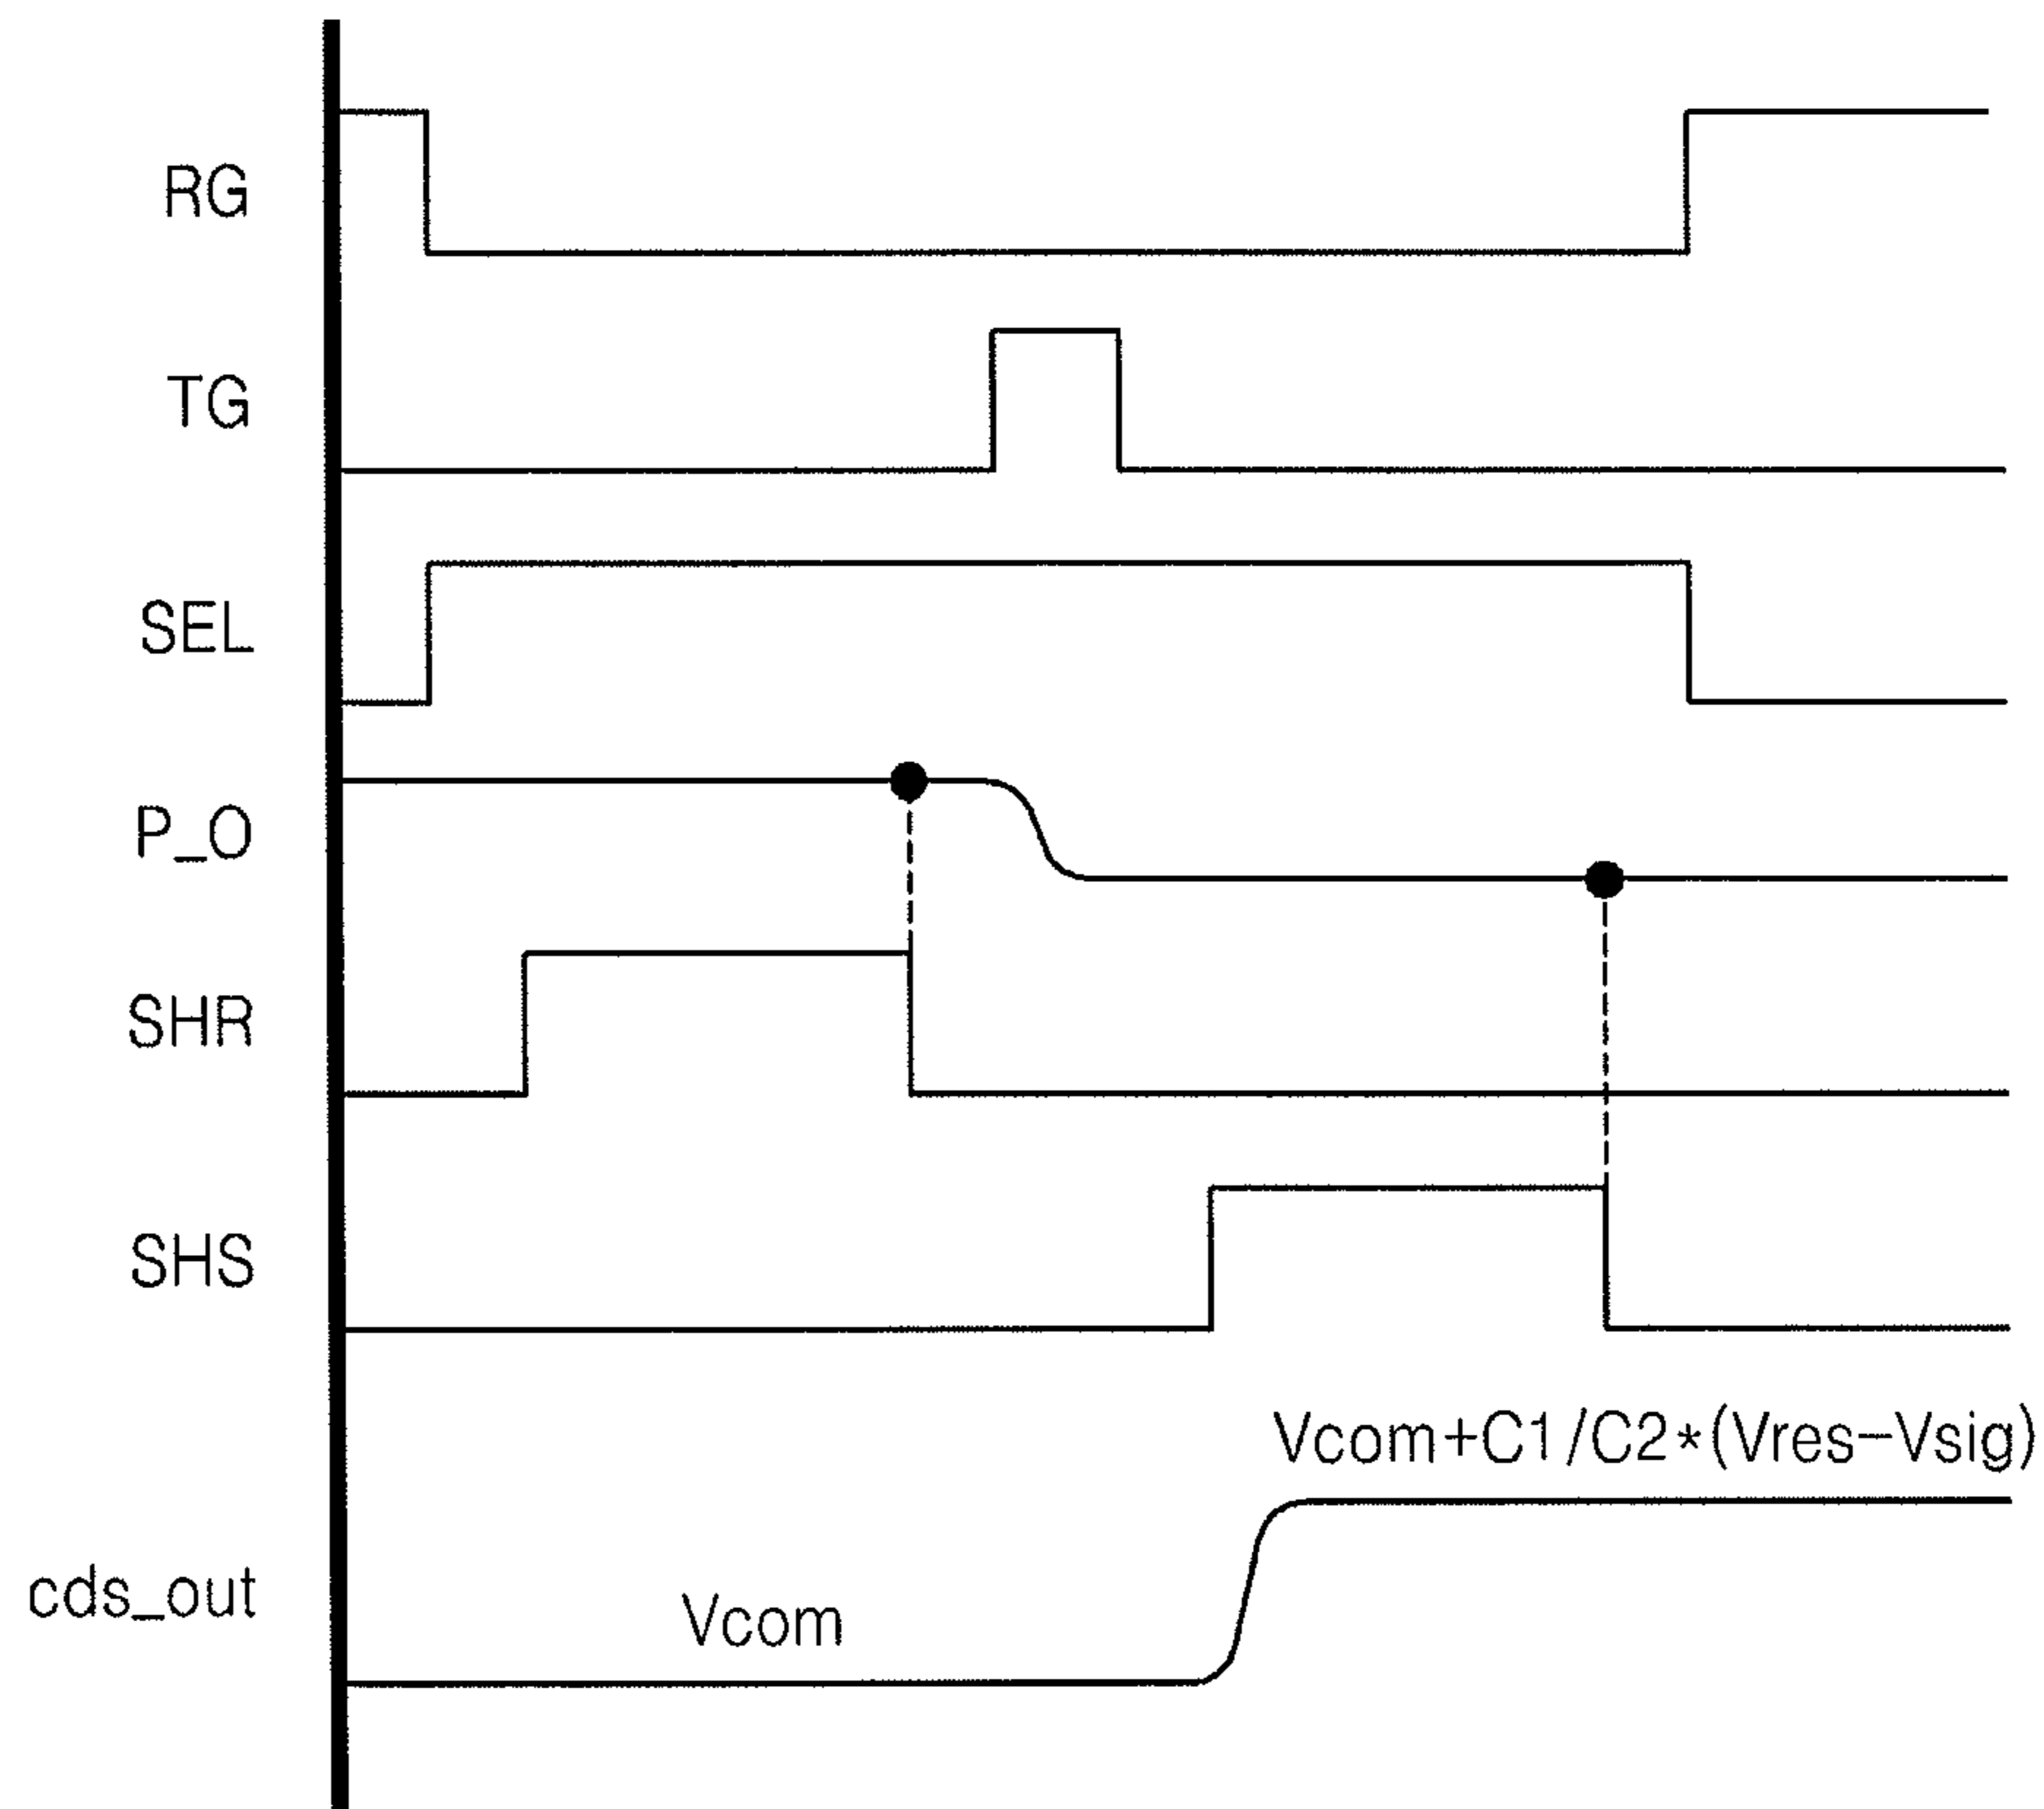 RG
TG
SEL
P_O
SHR
SHS
Vcom+C1/C2*(Vres-Vsig)
cds_out
Vcom